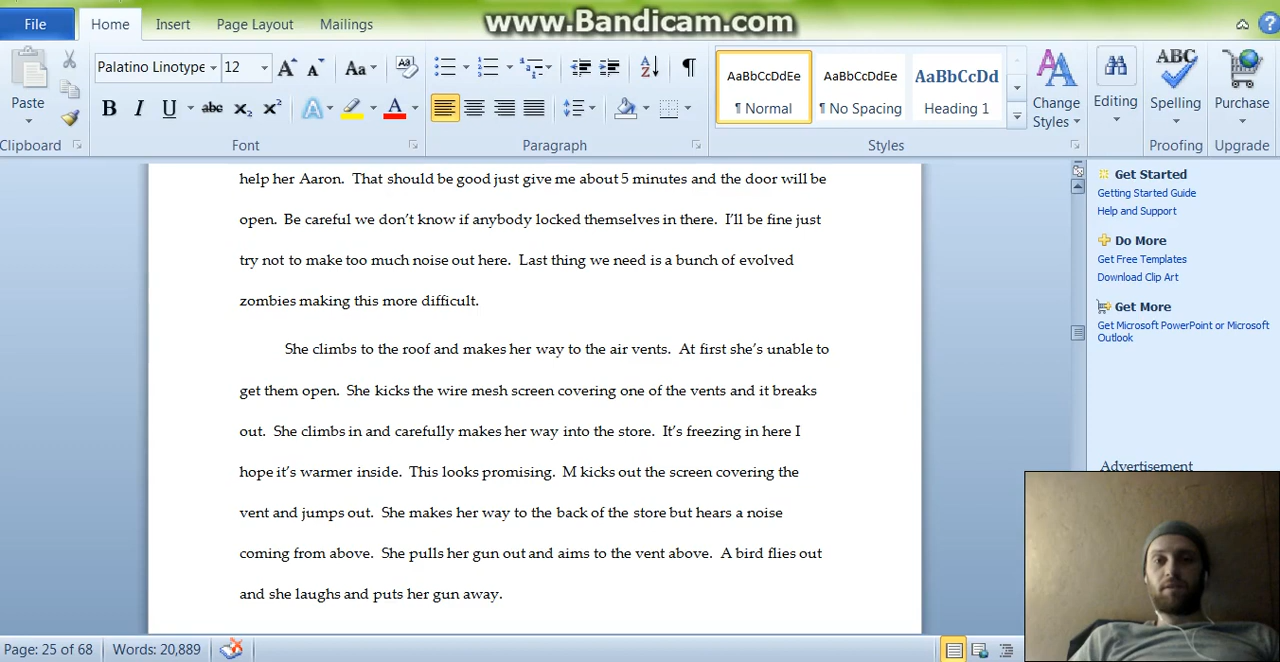 www.Bandicam.com
File Home Insert Page Layout Mailings
Palatino Linotype 12 Aa AaBbCcDdEe AaBbCcDdEe AaBbCcDd ABC
Paste B I U abc X₂ X² A A ¶ Normal ¶ No Spacing Heading 1 Change Styles Editing Spelling Purchase
Clipboard Font Paragraph Styles Proofing Upgrade
help her Aaron. That should be good just give me about 5 minutes and the door will be
open. Be careful we don't know if anybody locked themselves in there. I'll be fine just
try not to make too much noise out here. Last thing we need is a bunch of evolved
zombies making this more difficult.
She climbs to the roof and makes her way to the air vents. At first she's unable to
get them open. She kicks the wire mesh screen covering one of the vents and it breaks
out. She climbs in and carefully makes her way into the store. It's freezing in here I
hope it's warmer inside. This looks promising. M kicks out the screen covering the
vent and jumps out. She makes her way to the back of the store but hears a noise
coming from above. She pulls her gun out and aims to the vent above. A bird flies out
and she laughs and puts her gun away.
Get Started
Getting Started Guide
Help and Support
Do More
Get Free Templates
Download Clip Art
Get More
Get Microsoft PowerPoint or Microsoft
Outlook
Advertisement
Page: 25 of 68 Words: 20,889